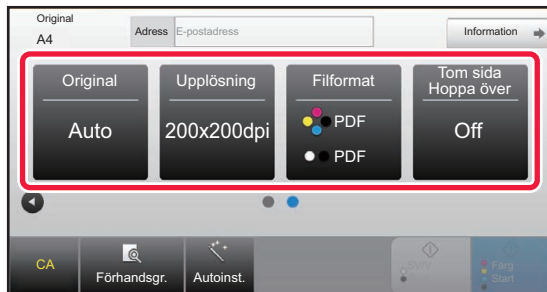 Original
A4
Adress E-postadress
Information
Original
Auto
Upplösning
200x200dpi
Filformat
PDF
PDF
Tom sida
Hoppa över
Off
CA
Förhandsgr.
Autoinst.
Färg
Start